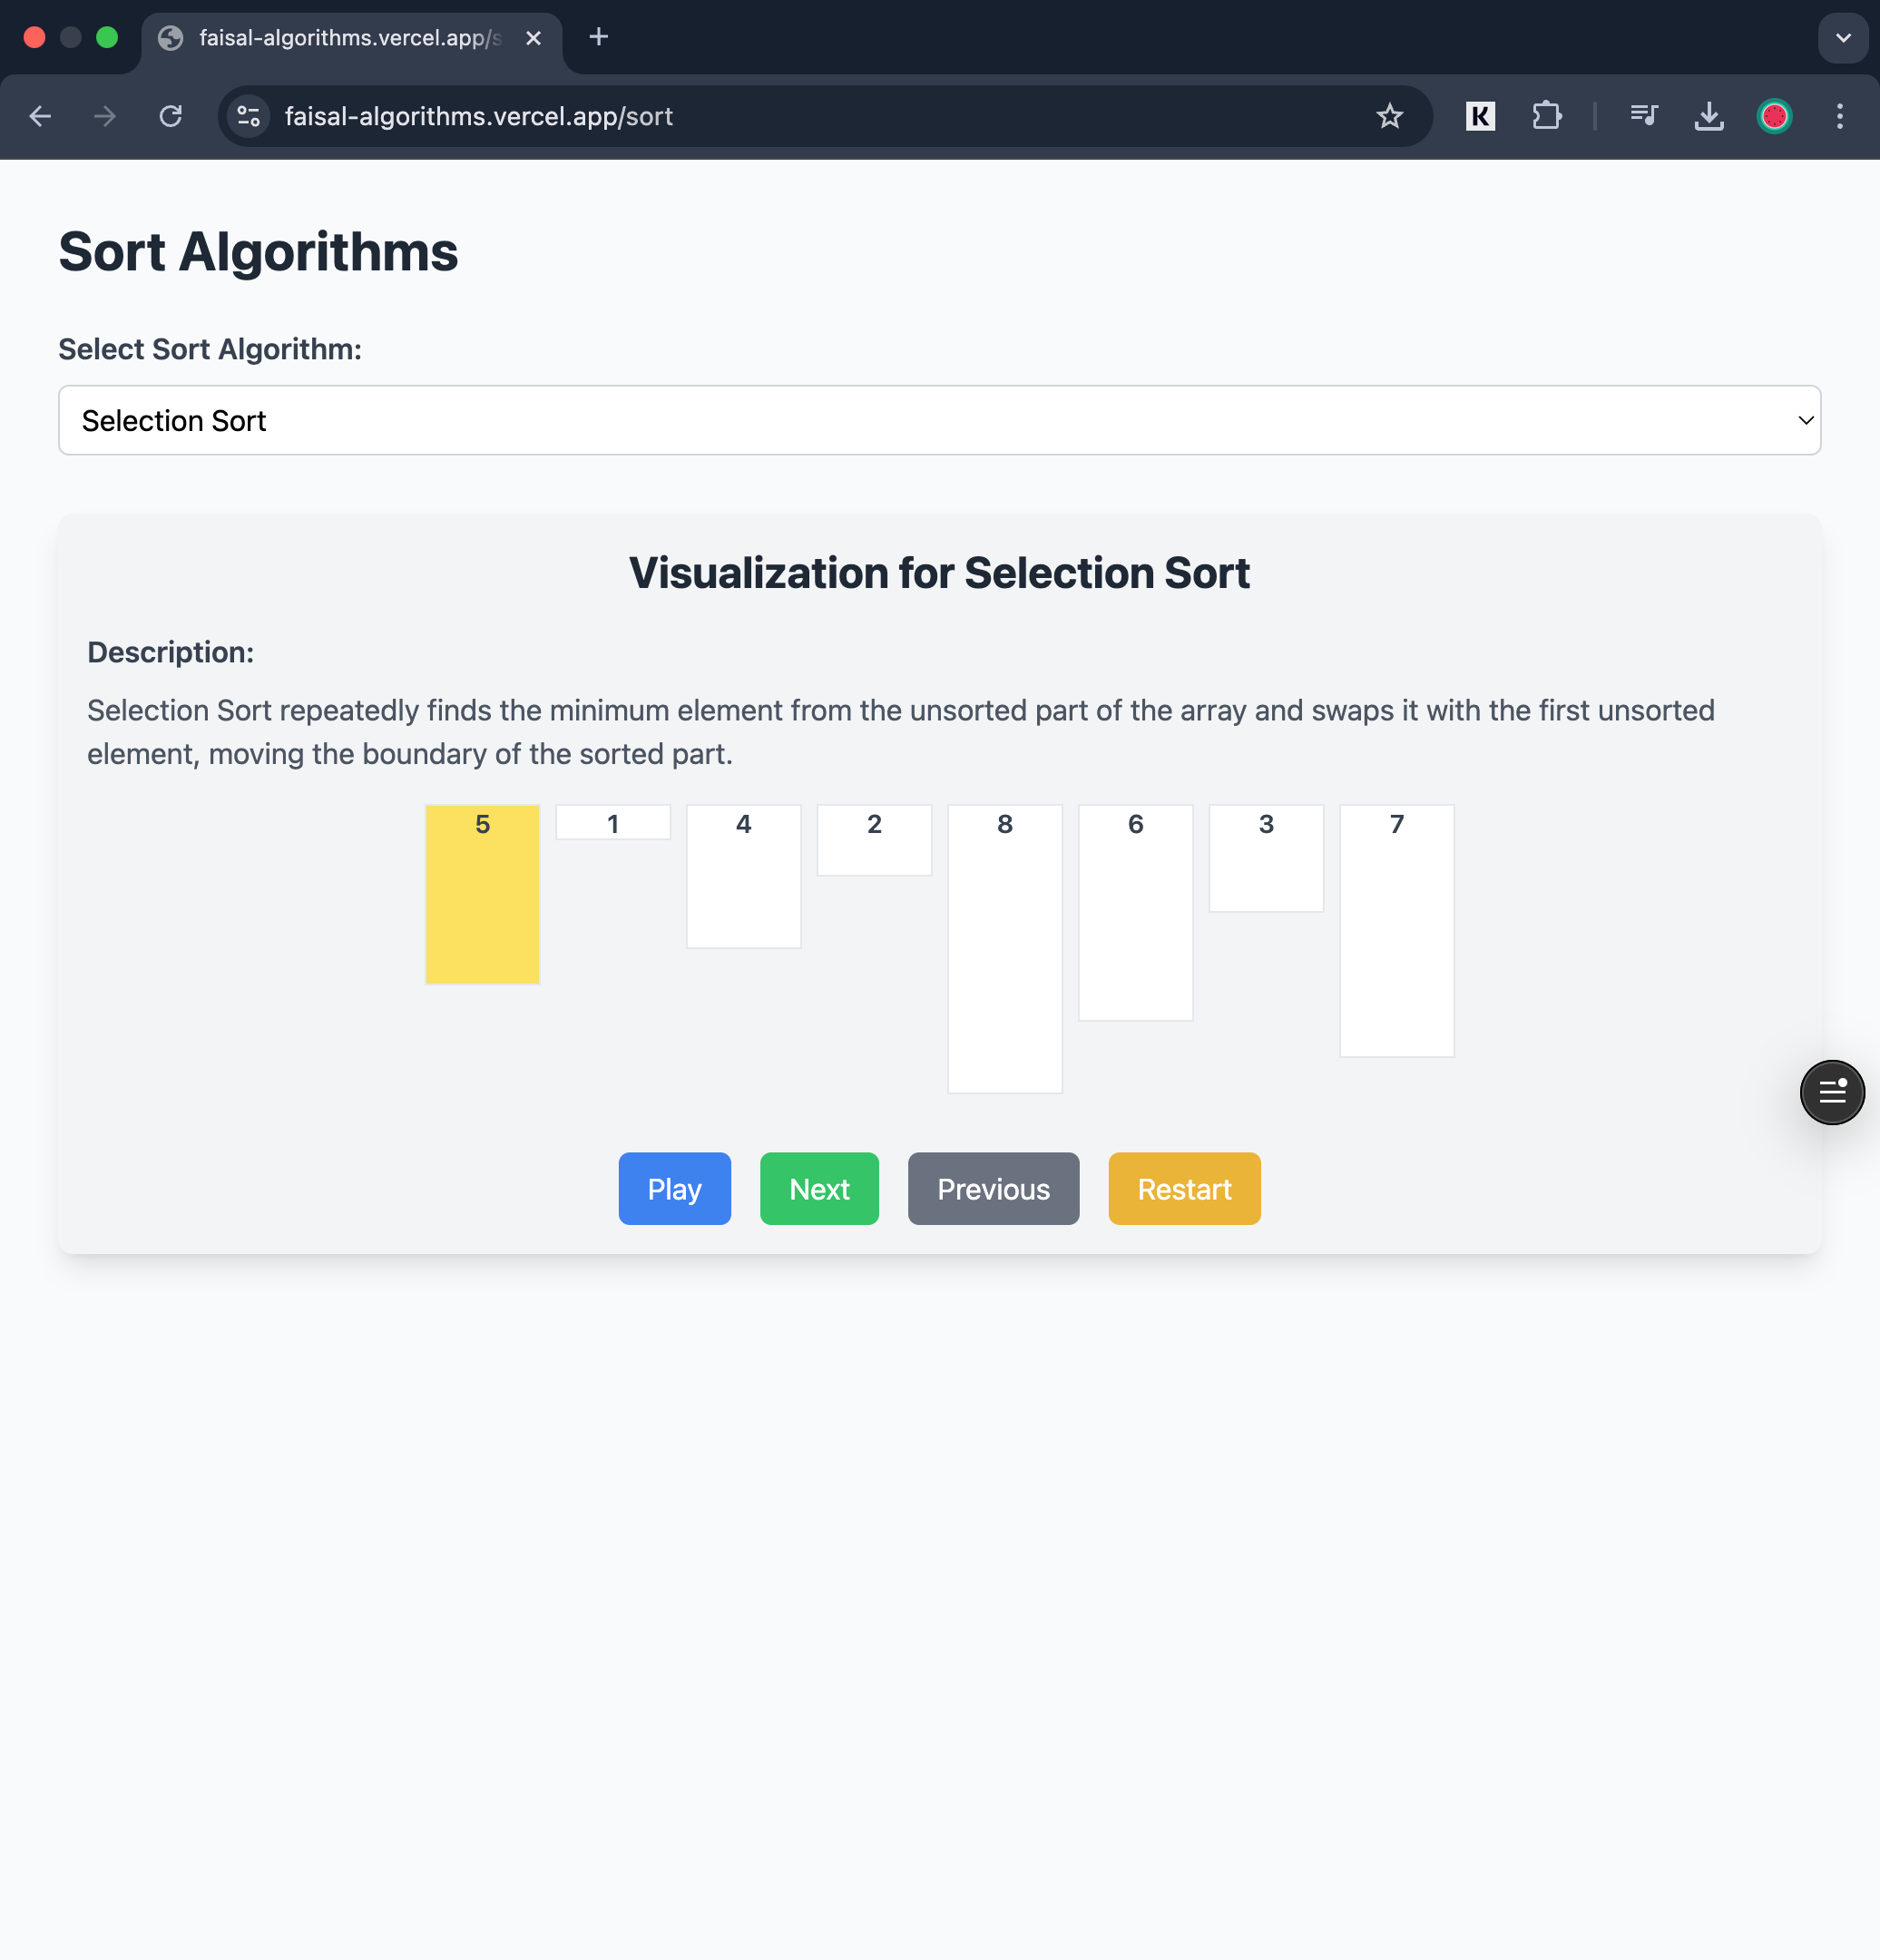 faisal-algorithms.vercel.app/s
faisal-algorithms.vercel.app/sort
K
Sort Algorithms
Select Sort Algorithm:
Selection Sort
Visualization for Selection Sort
Description:
Selection Sort repeatedly finds the minimum element from the unsorted part of the array and swaps it with the first unsorted
element, moving the boundary of the sorted part.
5 1 4 2 8 6 3 7
Play Next Previous Restart